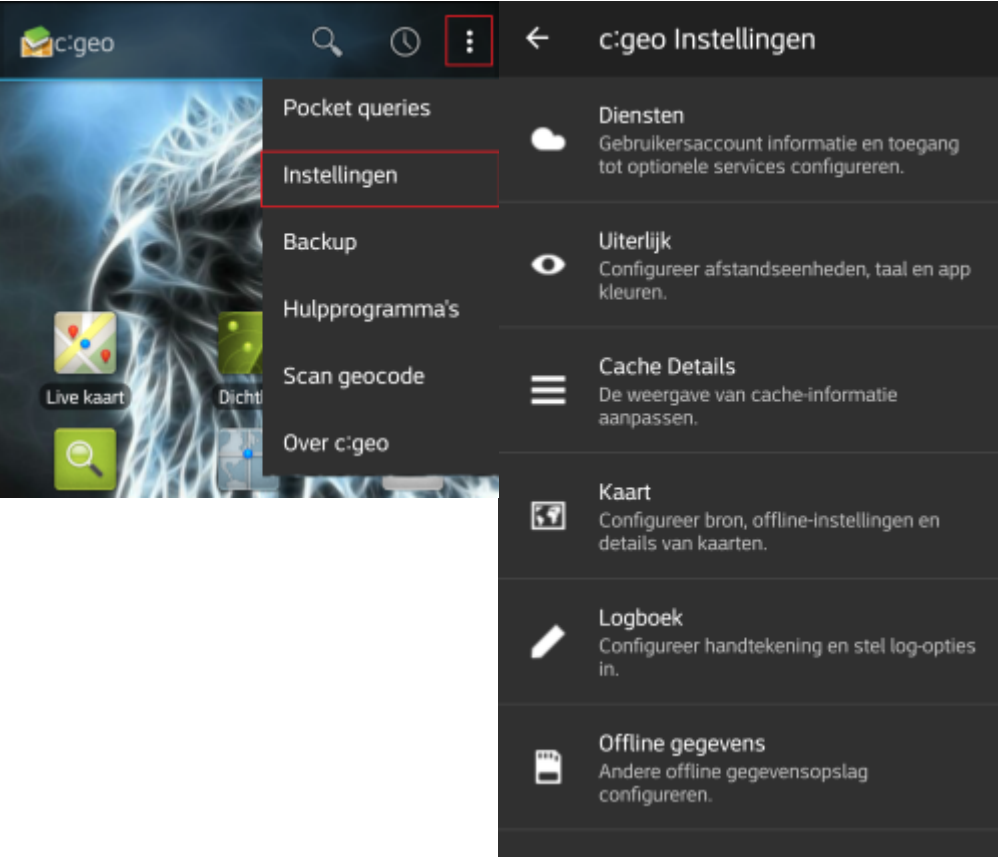 c:geo
Pocket queries
Instellingen
Backup
Hulpprogramma's
Scan geocode
Over c:geo
Live kaart
Dicht
c:geo Instellingen
Diensten
Gebruikersaccount informatie en toegang
tot optionele services configureren.
Uiterlijk
Configureer afstandseenheden, taal en app
kleuren.
Cache Details
De weergave van cache-informatie
aanpassen.
Kaart
Configureer bron, offline-instellingen en
details van kaarten.
Logboek
Configureer handtekening en stel log-opties
in.
Offline gegevens
Andere offline gegevensopslag
configureren.